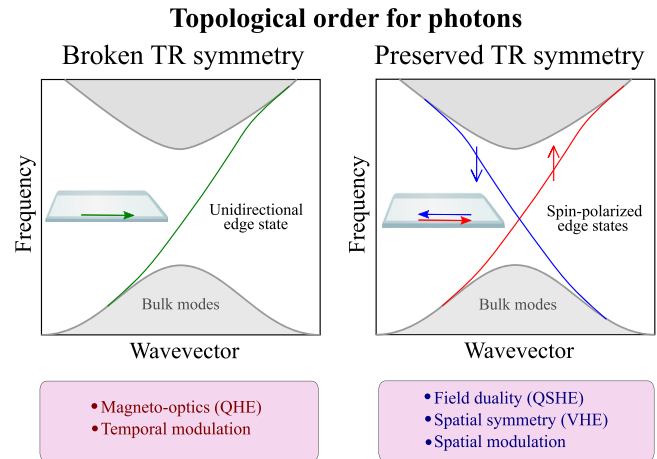 Topological order for photons
Broken TR symmetry
Preserved TR symmetry
Frequency
Unidirectional
edge state
Bulk modes
Wavevector
Frequency
Spin-polarized
edge states
Bulk modes
Wavevector
•Magneto-optics (QHE)
•Temporal modulation
•Field duality (QSHE)
•Spatial symmetry (VHE)
•Spatial modulation